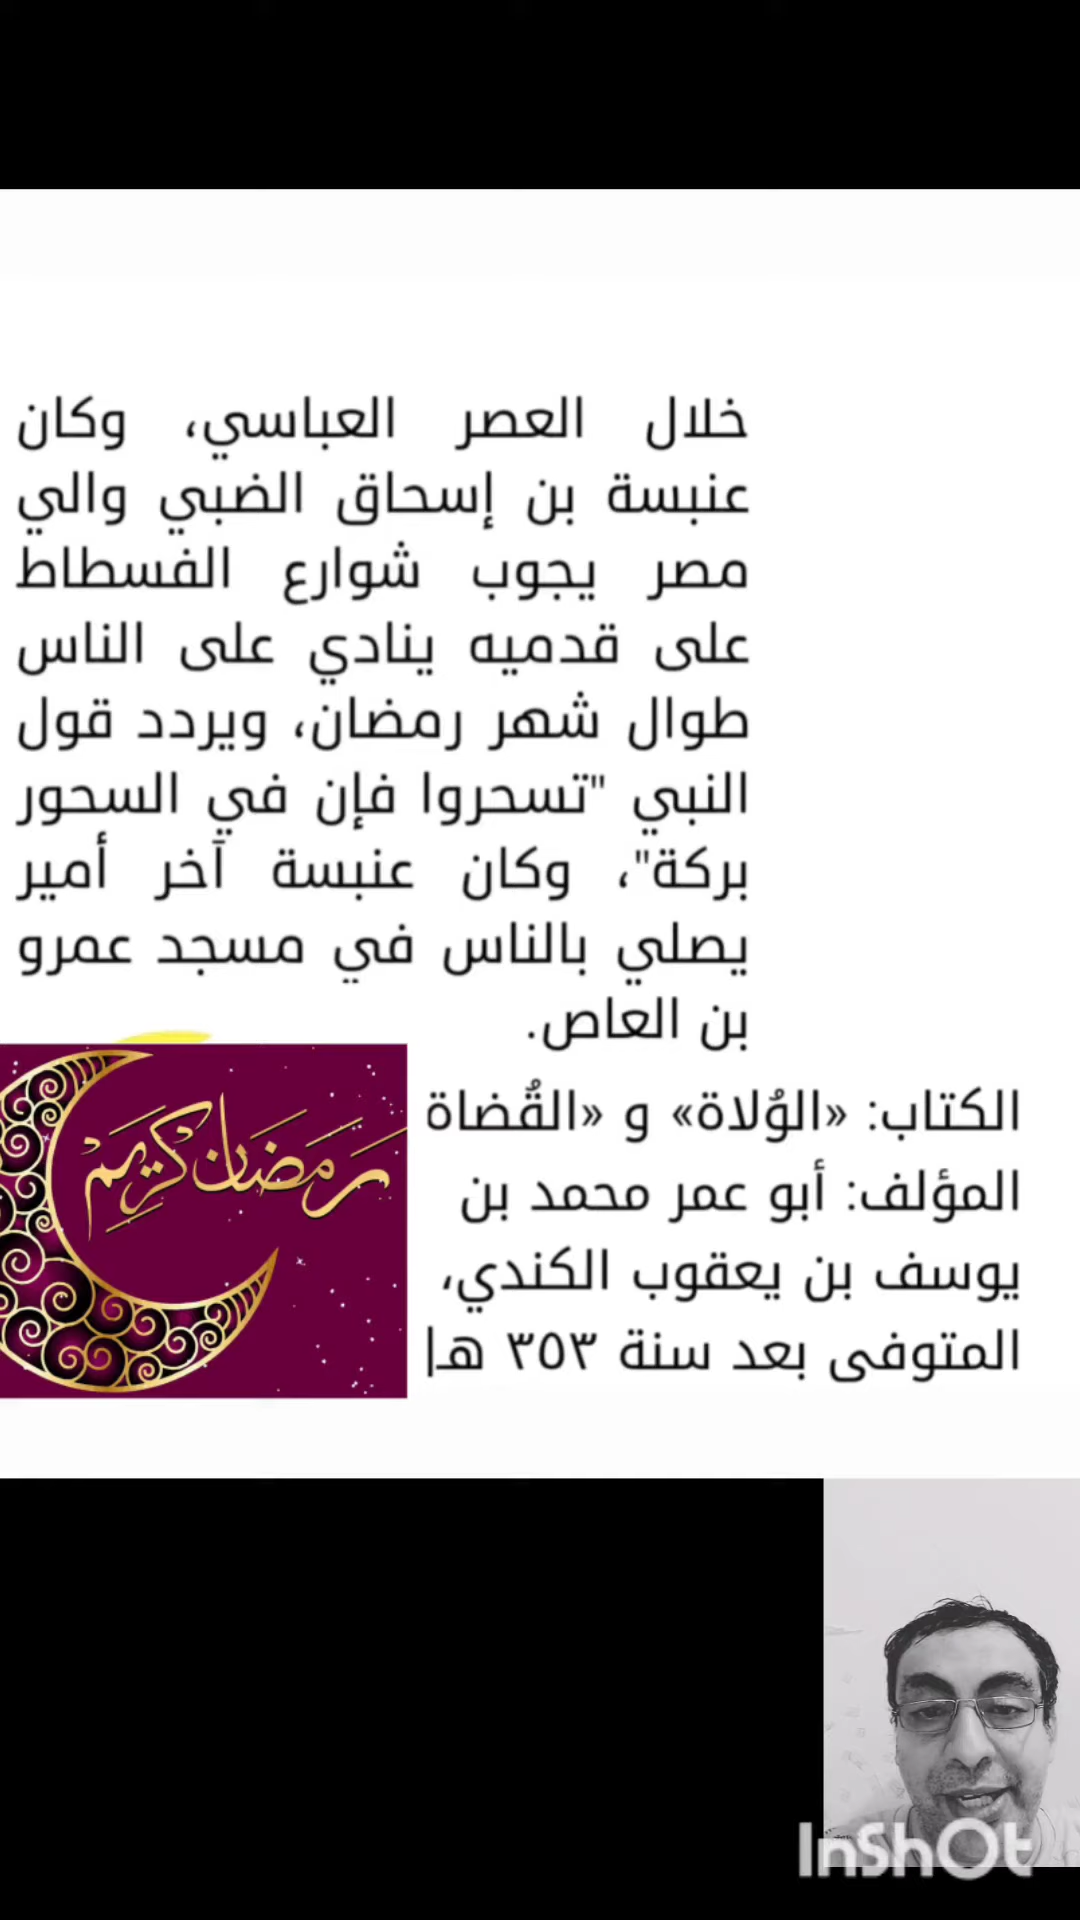 خلال العصر العباسي، وكان
عنبسة بن إسحاق الضبي والي
مصر يجوب شوارع الفسطاط
على قدميه ينادي على الناس
طوال شهر رمضان، ويردد قول
النبي "تسحروا فإن في السحور
بركة"، وكان عنبسة آخر أمير
يصلي بالناس في مسجد عمرو
بن العاص.
الكتاب: «الوُلاة» و «القُضاة
المؤلف: أبو عمر محمد بن
يوسف بن يعقوب الكندي،
المتوفى بعد سنة ٣٥٣ هـ
رمضان كريم
InShOt